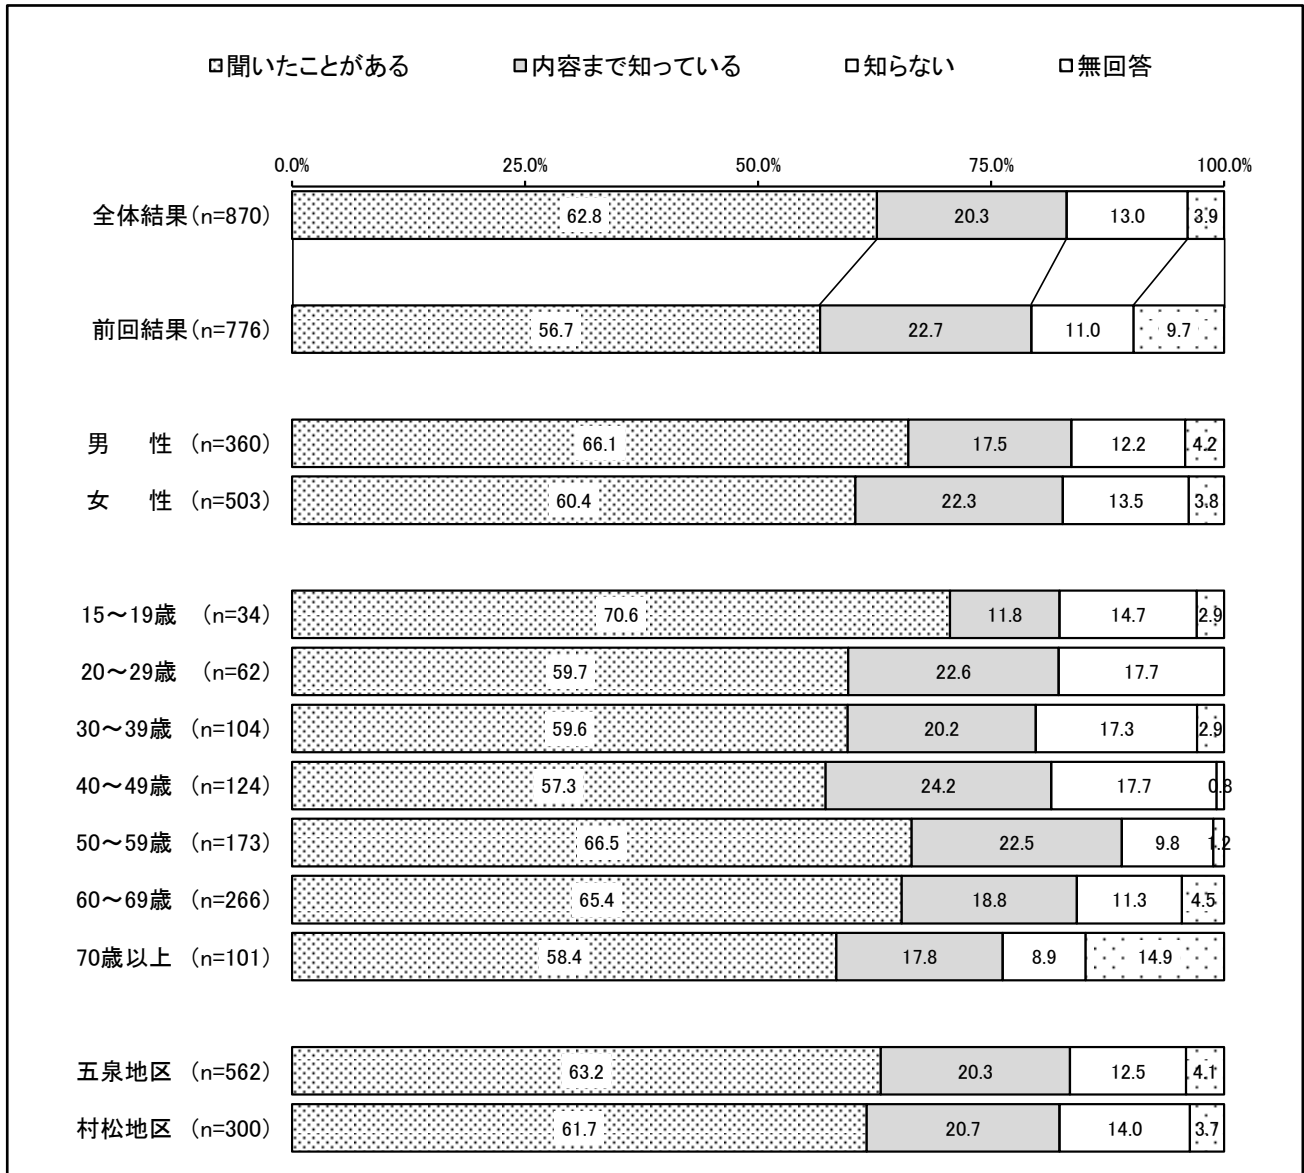 聞いたことがある 内容まで知っている 知らない 無回答
0.0% 25.0% 50.0% 75.0% 100.0%
全体結果(n=870) 62.8 20.3 13.0 3.9
前回結果(n=776) 56.7 22.7 11.0 9.7
男 性 (n=360) 66.1 17.5 12.2 4.2
女 性 (n=503) 60.4 22.3 13.5 3.8
15～19歳 (n=34) 70.6 11.8 14.7 2.9
20～29歳 (n=62) 59.7 22.6 17.7
30～39歳 (n=104) 59.6 20.2 17.3 2.9
40～49歳 (n=124) 57.3 24.2 17.7 0.8
50～59歳 (n=173) 66.5 22.5 9.8 1.2
60～69歳 (n=266) 65.4 18.8 11.3 4.5
70歳以上 (n=101) 58.4 17.8 8.9 14.9
五泉地区 (n=562) 63.2 20.3 12.5 4.1
村松地区 (n=300) 61.7 20.7 14.0 3.7